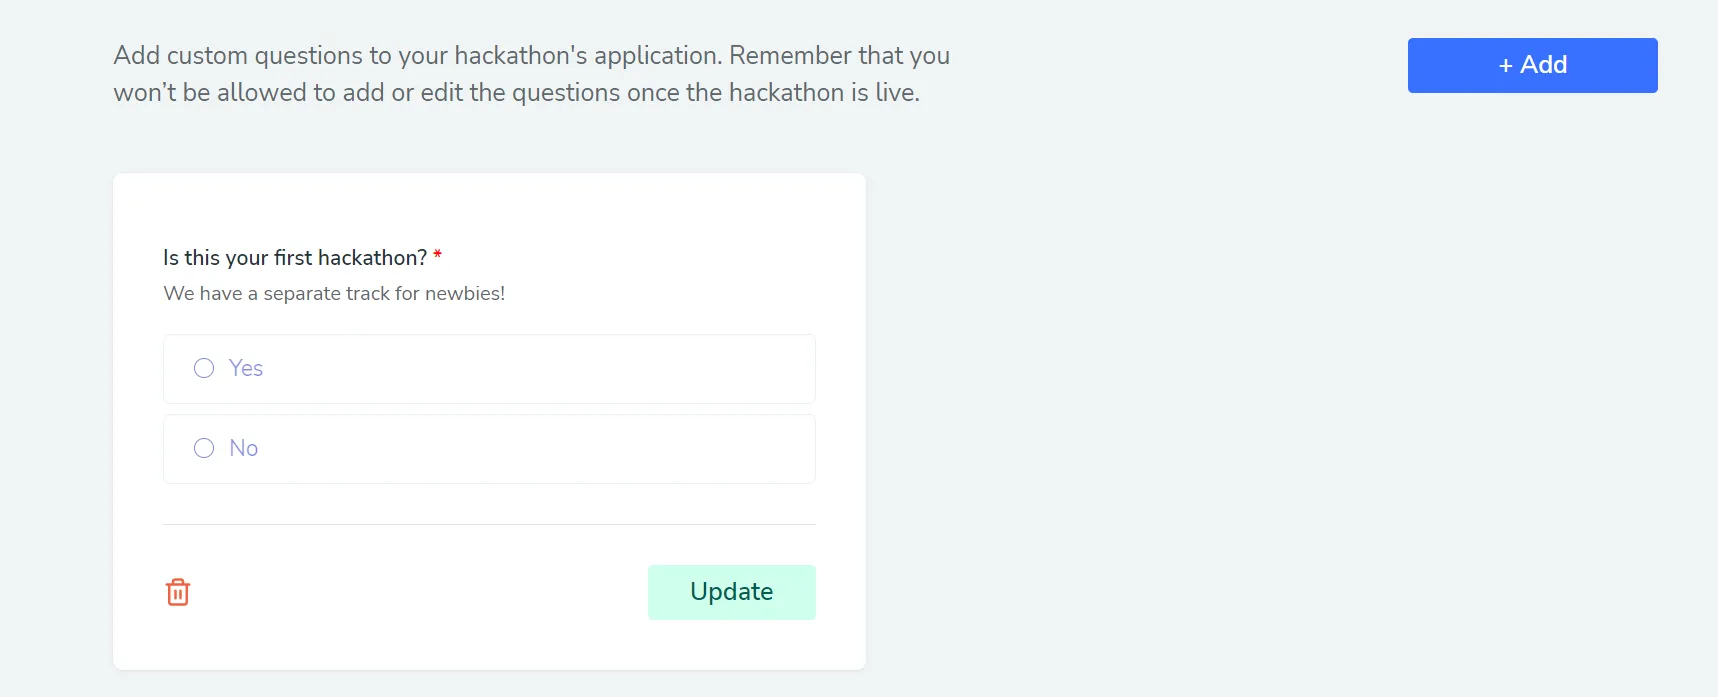 Add custom questions to your hackathon's application. Remember that you
won’t be allowed to add or edit the questions once the hackathon is live.
+ Add
Is this your first hackathon? *
We have a separate track for newbies!
Yes
No
Update